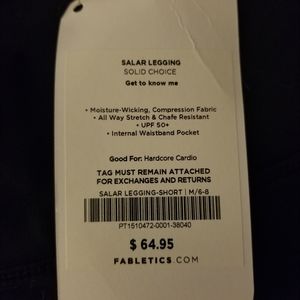 SALAR LEGGING
SOLID CHOICE
Get to know me
• Moisture-Wicking, Compression Fabric
• All Way Stretch & Chafe Resistant
• UPF 50+
• Internal Waistband Pocket
Good For: Hardcore Cardio
TAG MUST REMAIN ATTACHED
FOR EXCHANGES AND RETURNS
SALAR LEGGING-SHORT | M/6-8
PT1510472-0001-38040
$ 64.95
FABLETICS.COM